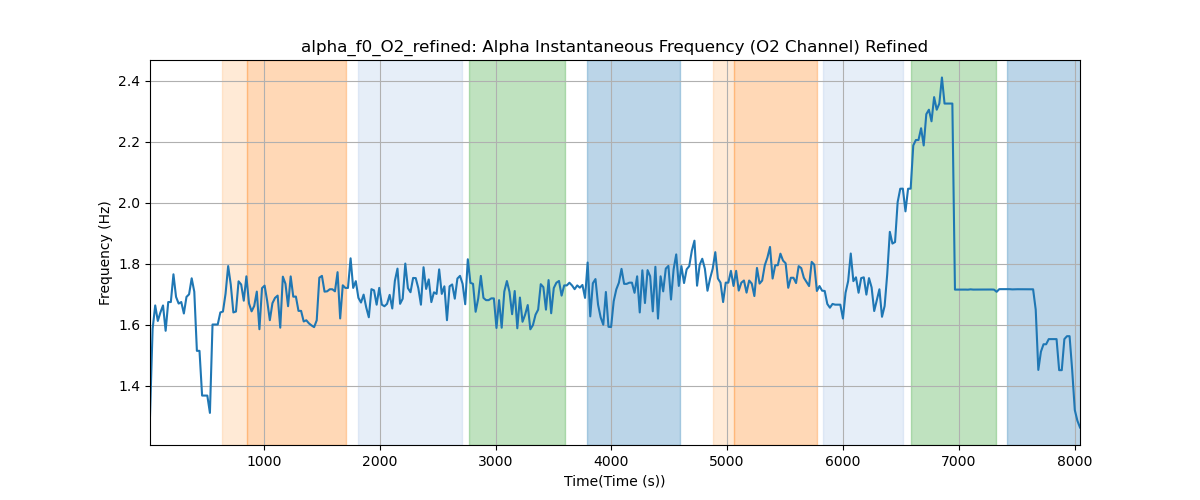 alpha_f0_O2_refined: Alpha Instantaneous Frequency (O2 Channel) Refined
Frequency (Hz)
2.4
2.2
2.0
1.8
1.6
1.4
1000 2000 3000 4000 5000 6000 7000 8000
Time(Time (s))